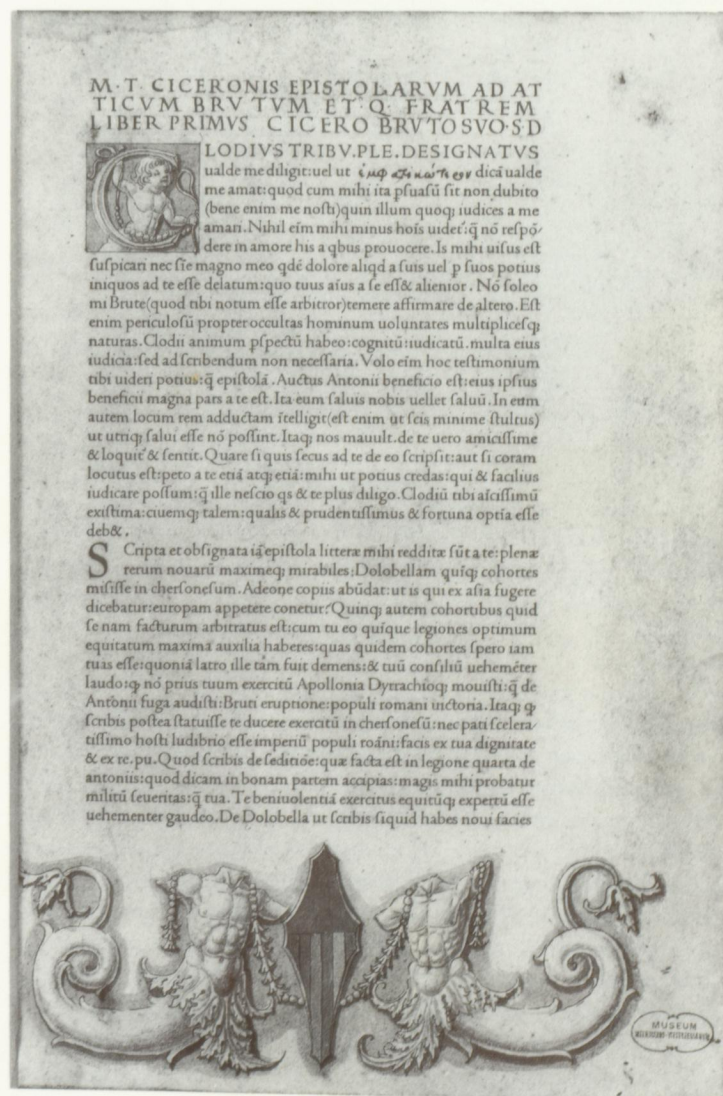 M·T· CICERONIS EPISTOLARVM AD AT
TICVM BRVTVM ET·Q· FRATREM
LIBER PRIMVS CICERO BRVTO SVO·S·D
CLODIVS TRIBV.PLE.DESIGNATVS
ualde me diligit:uel ut dicā ualde
me amat:quod cum mihi ita ꝑsuasū sit non dubito
(bene enim me nosti)quin illum quoq; iudices a me
amari. Nihil eīm mihi minus hoīs uidet᷑:q̄ nō respō/
dere in amore his a qbus prouocere. Is mihi uisus est
suspicari nec sīe magno meo qdē dolore aliqd a suis uel ꝑ suos potius
iniquos ad te esse delatum:quo tuus aīus a se ess& alienior. Nō soleo
mi Brute(quod tibi notum esse arbitror)temere affirmare de altero. Est
enim periculosū propter occultas hominum uoluntates multiplicesq;
naturas. Clodii animum ꝑspectū habeo:cognitū:iudicatū. multa eius
iudicia:sed ad scribendum non necessaria. Volo eīm hoc testimonium
tibi uideri potius:q̄ epistolā. Auctus Antonii beneficio est:eius ipsius
beneficii magna pars a te est. Ita eum saluis nobis uellet saluū. In eum
autem locum rem adductam ītelligit(est enim ut scis minime stultus)
ut utriq; salui esse nō possint. Itaq; nos mauult. de te uero amicissime
& loquit᷑ & sentit. Quare si quis secus ad te de eo scripsit:aut si coram
locutus est:peto a te etiā atq; etiā:mihi ut potius credas:qui & facilius
iudicare possum:q̄ ille nescio qs & te plus diligo. Clodiū tibi aīcissimū
existima:ciuemq; talem:qualis & prudentissimus & fortuna optīa esse
deb&.
SCripta et obsignata iā epistola litteræ mihi redditæ sūt a te:plenæ
rerum nouarū maximeq; mirabiles:Dolobellam quīq; cohortes
misisse in chersonesum. Adeone copiis abūdat:ut is qui ex asia fugere
dicebatur:europam appetere conetur? Quinq; autem cohortibus quid
se nam facturum arbitratus est:cum tu eo quīque legiones optimum
equitatum maxima auxilia haberes:quas quidem cohortes spero iam
tuas esse:quoniā latro ille tam fuit demens:& tuū consiliū uehemēter
laudo:ꝙ nō prius tuum exercitū Apollonia Dyrrachioq; mouisti:q̄ de
Antonii fuga audisti:Bruti eruptione:populi romani uictoria. Itaq; ꝙ
scribis postea statuisse te ducere exercitū in chersonesū:nec pati scelera/
tissimo hosti ludibrio esse imperiū populi roāni:facis ex tua dignitate
& ex re.pu. Quod scribis de seditiōe:quæ facta est in legione quarta de
antoniis:quod dicam in bonam partem accipias:magis mihi probatur
militū seueritas:q̄ tua. Te beniuolentiā exercitus equitūq; expertū esse
uehementer gaudeo. De Dolobella ut scribis siquid habes noui facies
MUSEUM